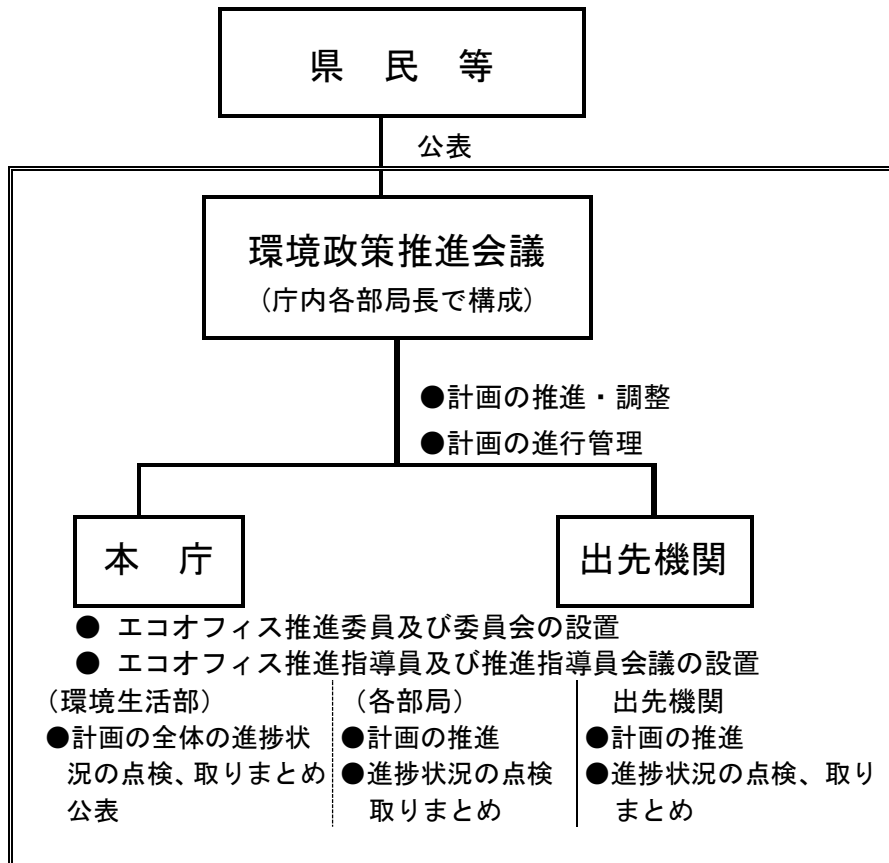 県 民 等
公表
環境政策推進会議
(庁内各部局長で構成)
●計画の推進・調整
●計画の進行管理
本 庁
出先機関
● エコオフィス推進委員及び委員会の設置
● エコオフィス推進指導員及び推進指導員会議の設置
(環境生活部)
●計画の全体の進捗状
況の点検、取りまとめ
公表
(各部局)
●計画の推進
●進捗状況の点検
取りまとめ
出先機関
●計画の推進
●進捗状況の点検、取り
まとめ